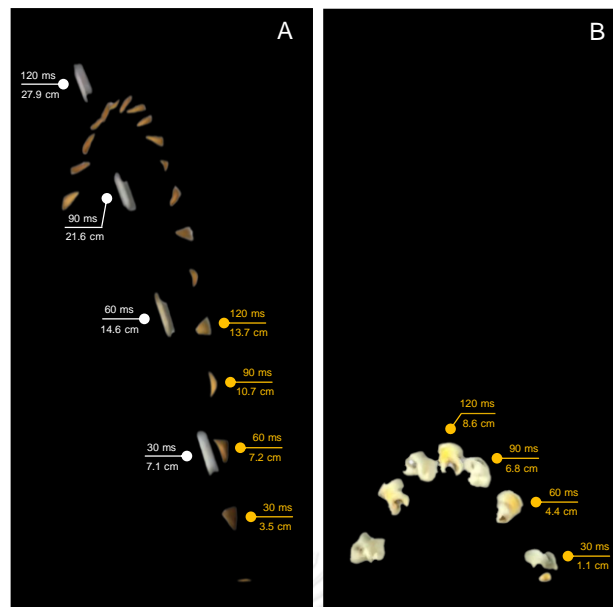 A
120 ms
27.9 cm
90 ms
21.6 cm
60 ms
14.6 cm
120 ms
13.7 cm
90 ms
10.7 cm
30 ms
7.1 cm
60 ms
7.2 cm
30 ms
3.5 cm
B
120 ms
8.6 cm
90 ms
6.8 cm
60 ms
4.4 cm
30 ms
1.1 cm